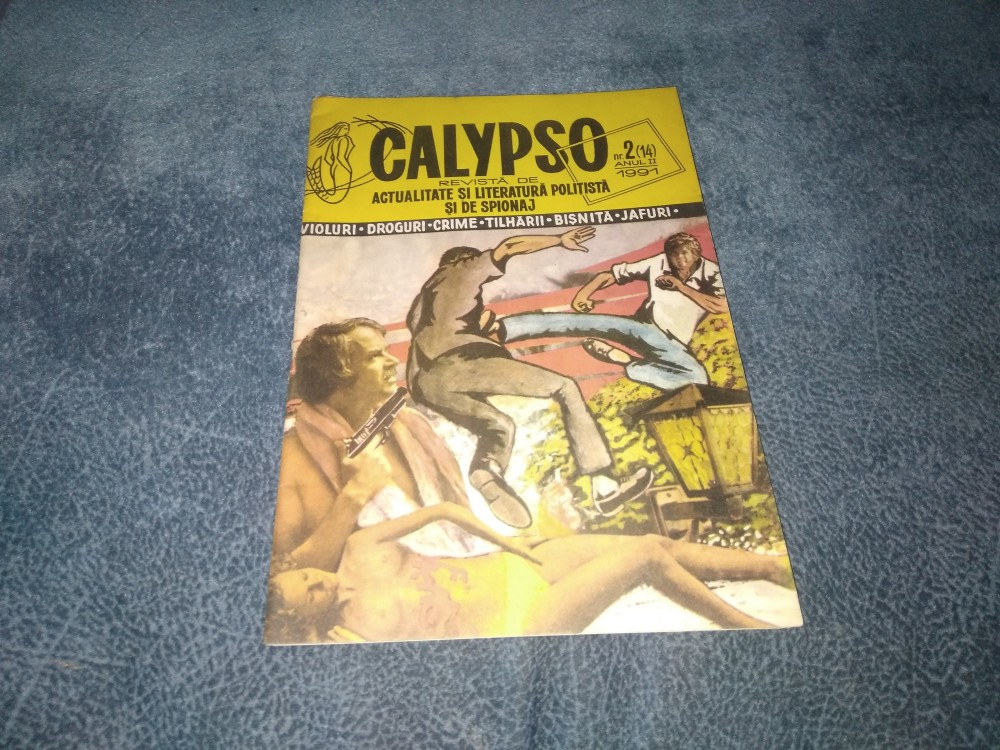 CALYPSO
nr. 2 (14)
ANUL II
1991
REVISTĂ DE
ACTUALITATE ȘI LITERATURĂ POLITISTĂ
ȘI DE SPIONAJ
VIOLURI • DROGURI • CRIME • TILHĂRII • BIȘNIȚĂ • JAFURI •